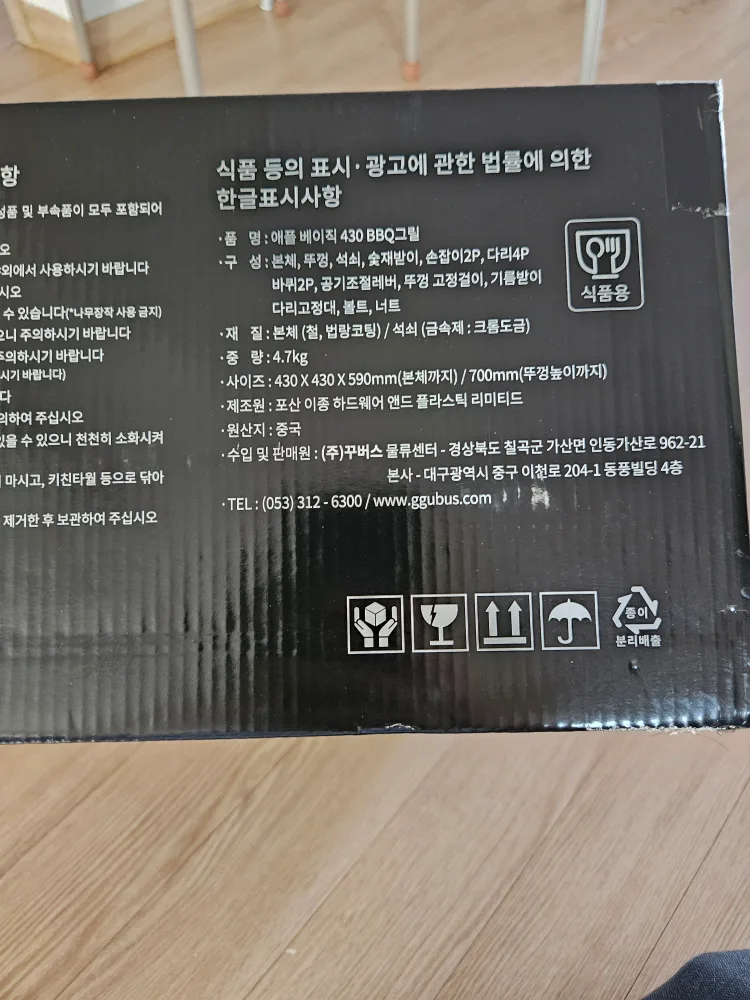 항
식품 등의 표시·광고에 관한 법률에 의한
한글표시사항
성품 및 부속품이 모두 포함되어
오
외에서 사용하시기 바랍니다
시오
수 있습니다(*나무장작 사용 금지)
으니 주의하시기 바랍니다
주의하시기 바랍니다
시기 바랍니다)
다
의하여 주십시오
있을 수 있으니 천천히 소화시켜
마시고, 키친타월 등으로 닦아
제거한 후 보관하여 주십시오
·품 명 : 애플 베이직 430 BBQ그릴
·구 성 : 본체, 뚜껑, 석쇠, 숯재받이, 손잡이2P, 다리4P
바퀴2P, 공기조절레버, 뚜껑 고정걸이, 기름받이
다리고정대, 볼트, 너트
·재 질 : 본체 (철, 법랑코팅) / 석쇠 (금속제 : 크롬도금)
·중 량 : 4.7kg
·사이즈 : 430 X 430 X 590mm(본체까지) / 700mm(뚜껑높이까지)
·제조원 : 포산 이종 하드웨어 앤드 플라스틱 리미티드
·원산지 : 중국
·수입 및 판매원 : (주)꾸버스 물류센터 - 경상북도 칠곡군 가산면 인동가산로 962-21
본사 - 대구광역시 중구 이천로 204-1 동풍빌딩 4층
·TEL : (053) 312 - 6300 / www.ggubus.com
식품용
종이
분리배출